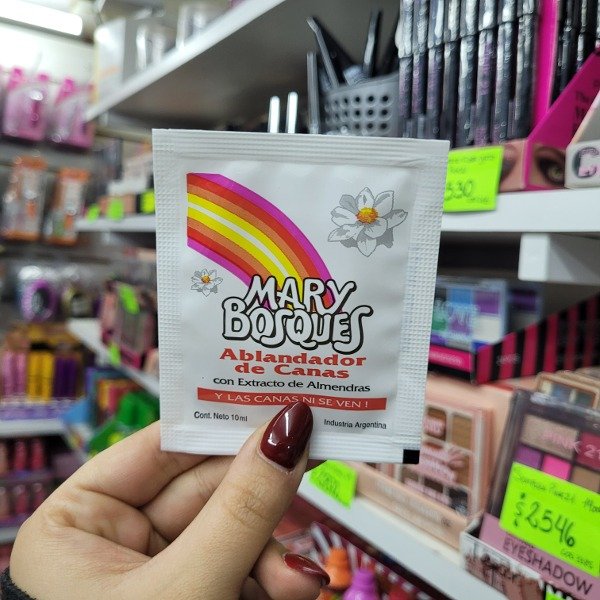 MARY
BOSQUES
Ablandador
de Canas
con Extracto de Almendras
Y LAS CANAS NI SE VEN !
Cont. Neto 10ml
Industria Argentina
$2546
EYESHADOW